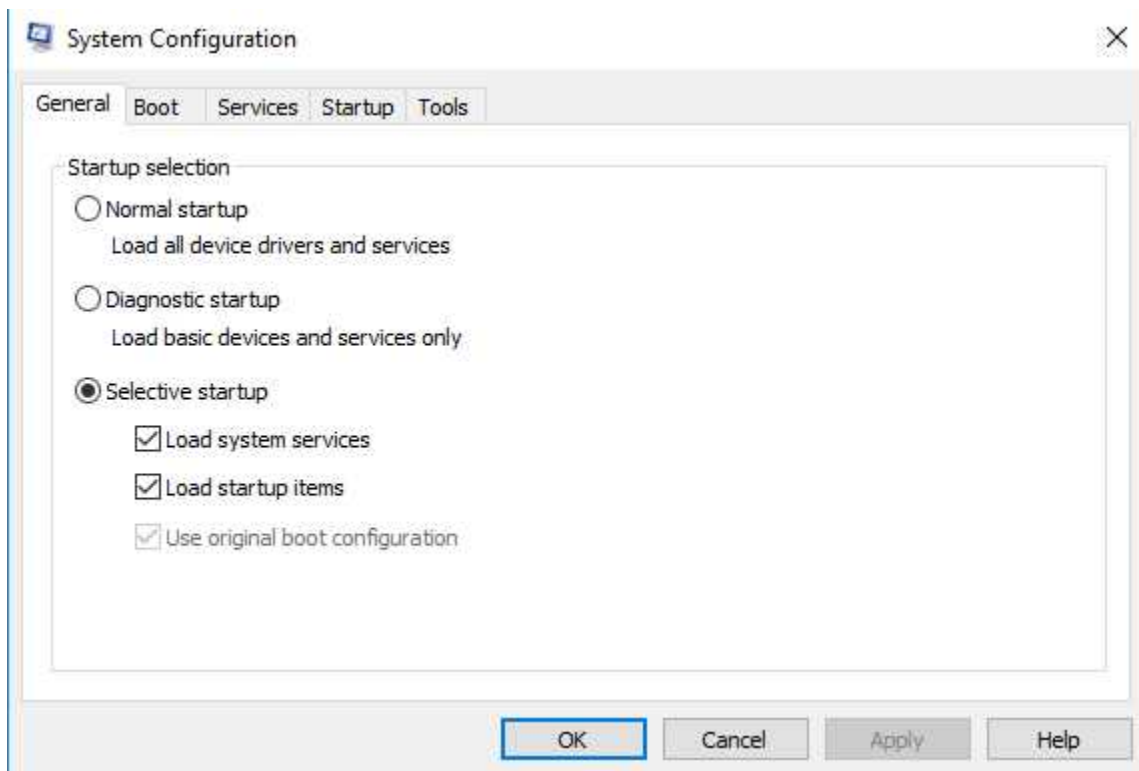 System Configuration
General Boot Services Startup Tools
Startup selection
Normal startup
Load all device drivers and services
Diagnostic startup
Load basic devices and services only
Selective startup
Load system services
Load startup items
Use original boot configuration
OK Cancel Apply Help